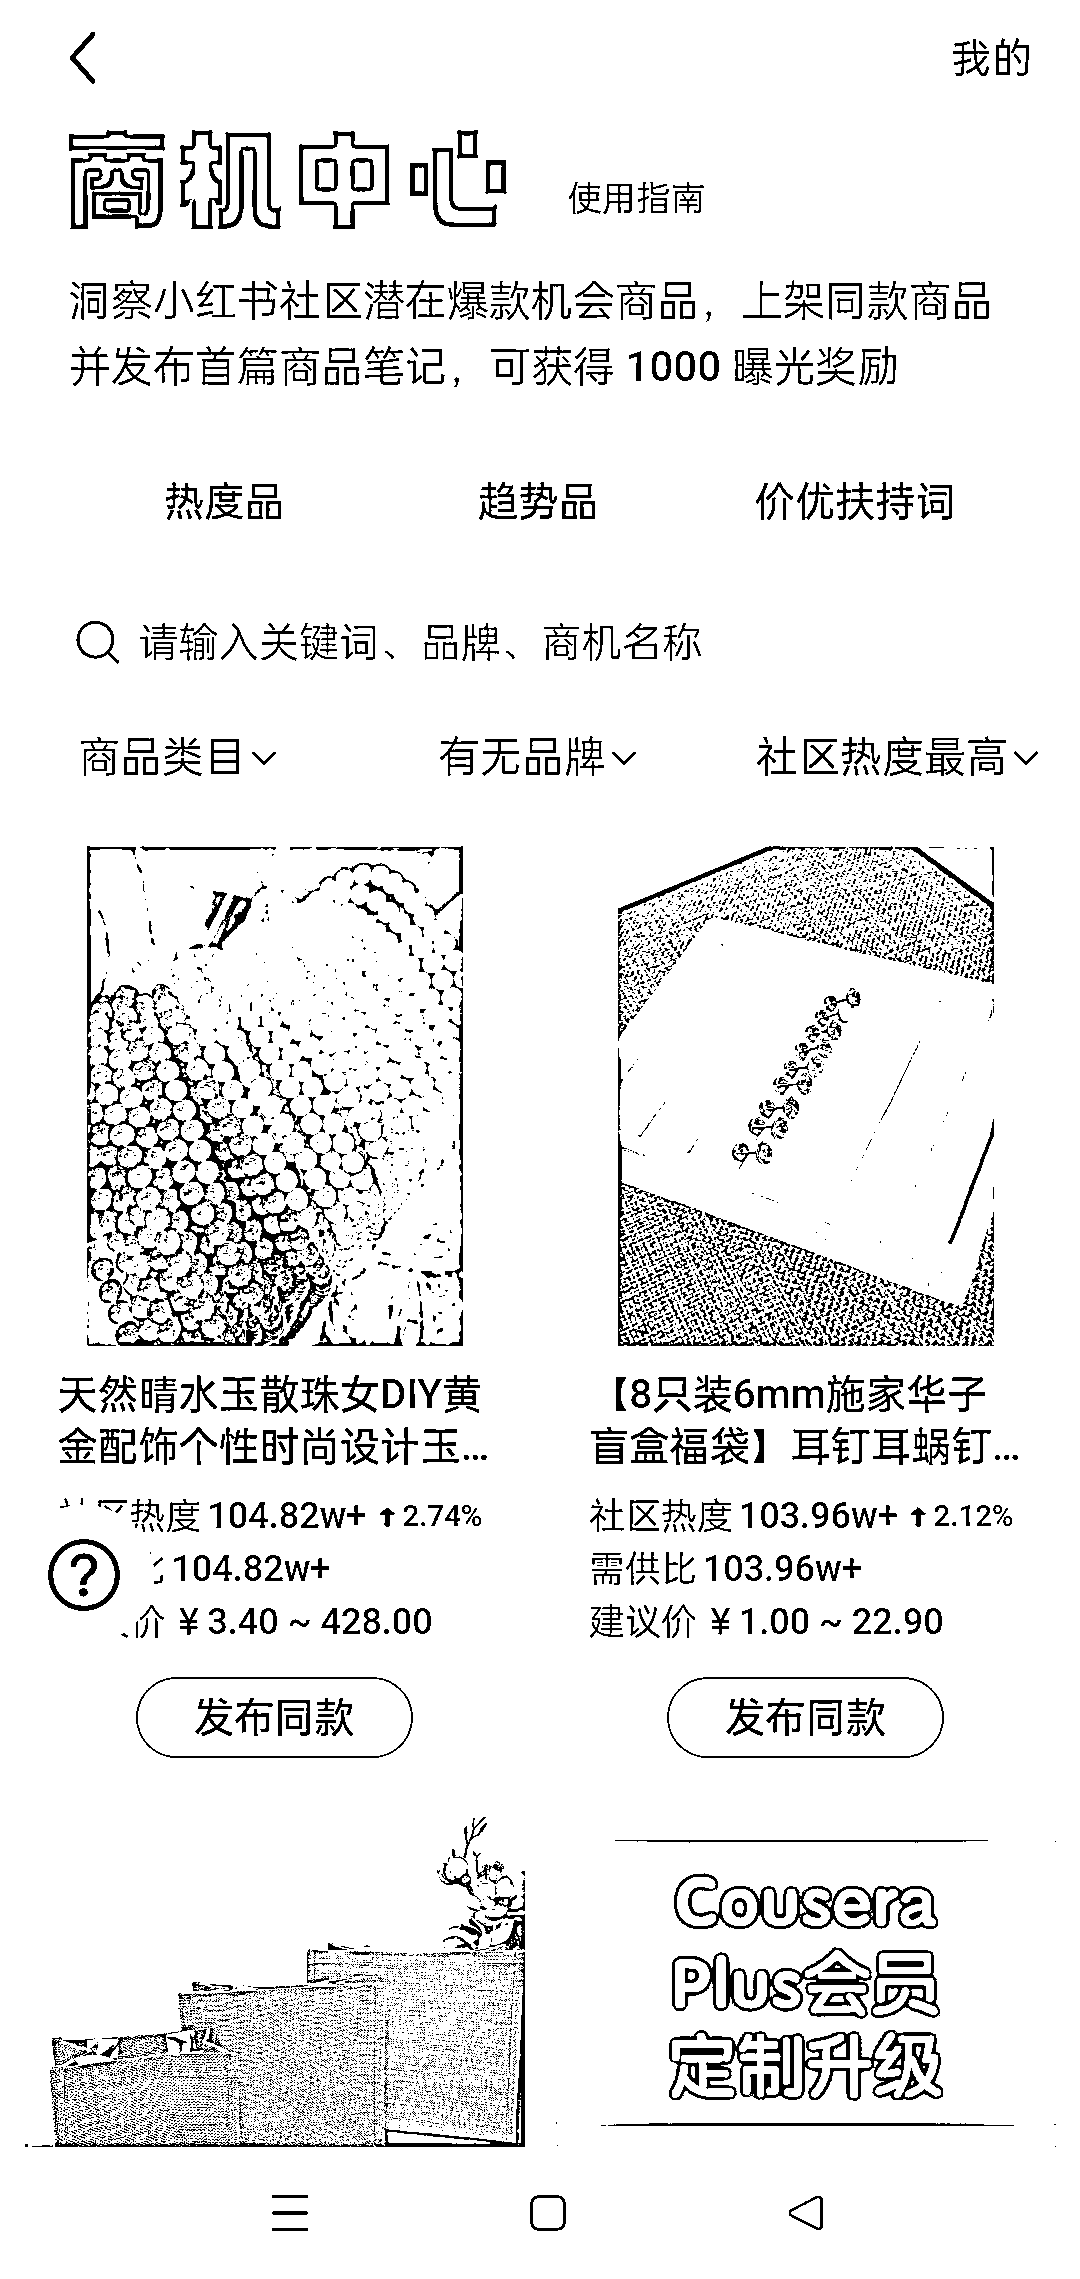 我的
商机中心 使用指南
洞察小红书社区潜在爆款机会商品，上架同款商品
并发布首篇商品笔记，可获得 1000 曝光奖励
热度品 趋势品 价优扶持词
请输入关键词、品牌、商机名称
商品类目 有无品牌 社区热度最高
天然晴水玉散珠女DIY黄
金配饰个性时尚设计玉...
热度 104.82w+ ↑2.74%
104.82w+
价 ¥3.40 ~ 428.00
发布同款
【8只装6mm施家华子
盲盒福袋】耳钉耳蜗钉...
社区热度 103.96w+ ↑2.12%
需供比 103.96w+
建议价 ¥1.00 ~ 22.90
发布同款
Cousera
Plus会员
定制升级